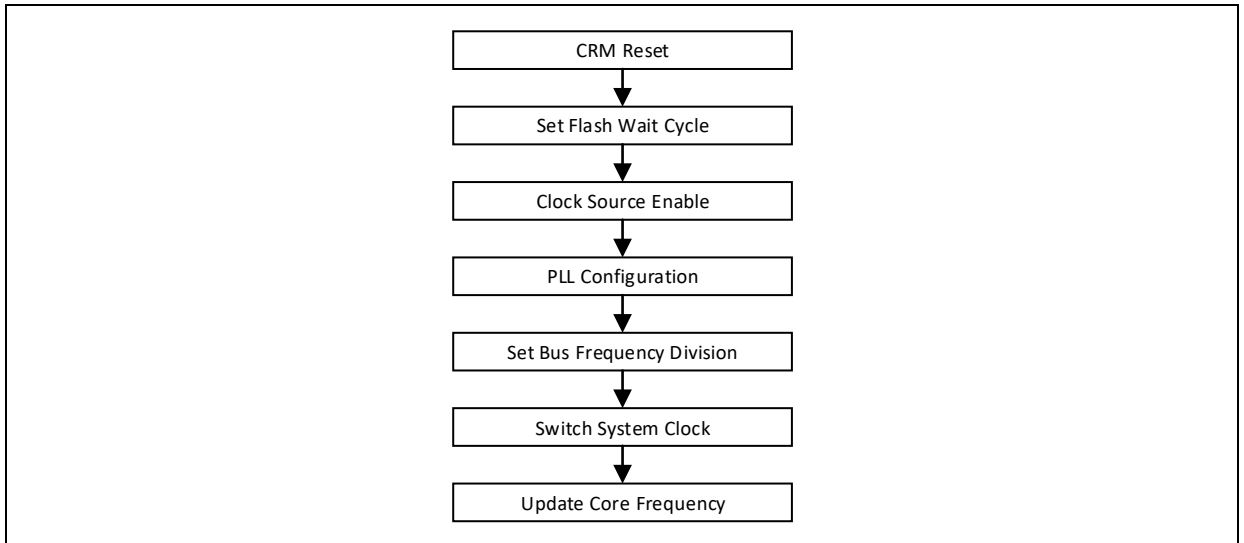 CRM Reset
Set Flash Wait Cycle
Clock Source Enable
PLL Configuration
Set Bus Frequency Division
Switch System Clock
Update Core Frequency